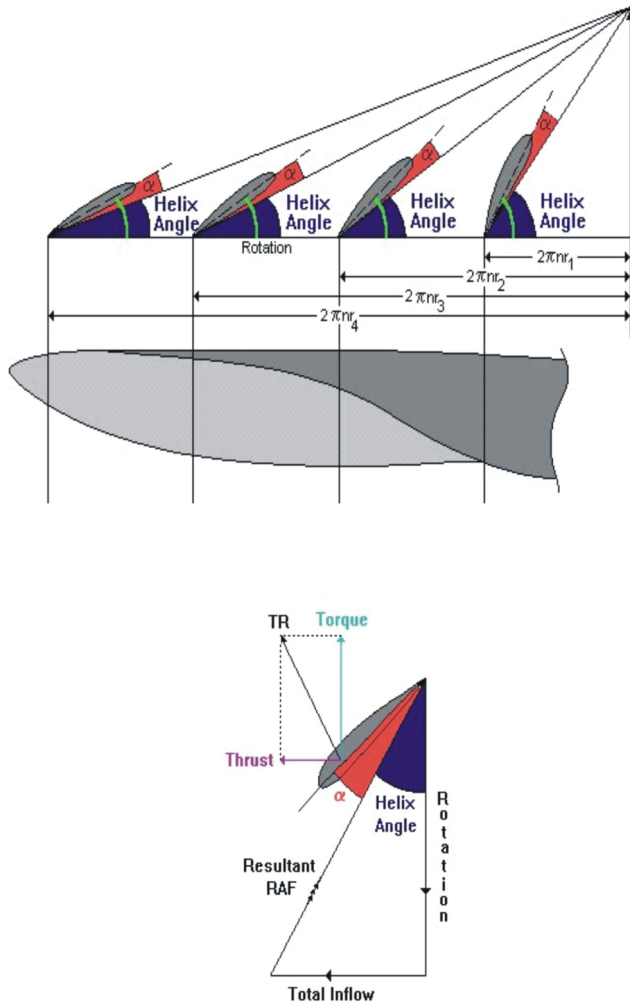 α
α
α
α
Helix
Angle
Helix
Angle
Helix
Angle
Helix
Angle
Rotation
2πnr1
2πnr2
2πnr3
2πnr4
TR
Torque
Thrust
α
Helix
Angle
Rotation
Resultant
RAF
Total Inflow